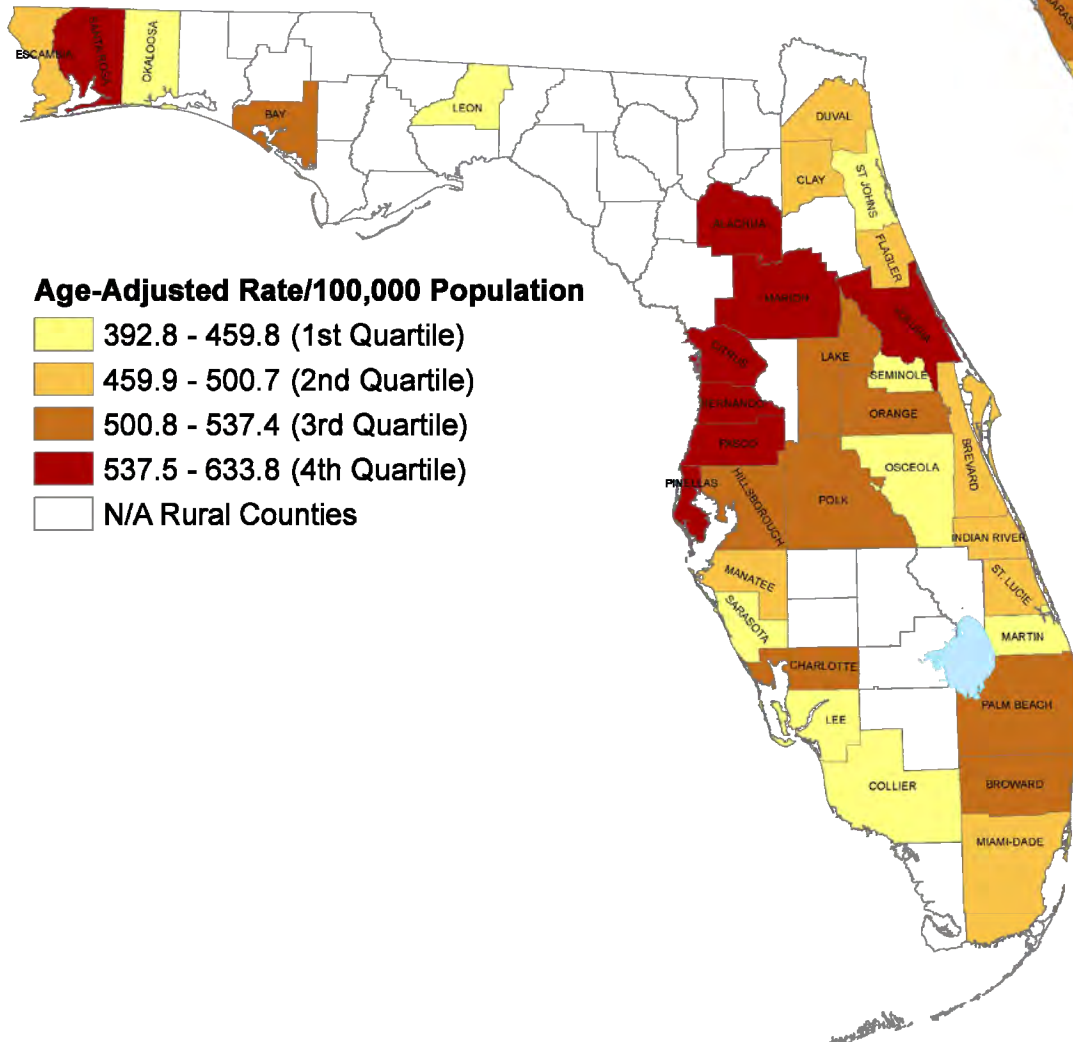 ESCAMBIA
SANTA ROSA
OKALOOSA
BAY
LEON
DUVAL
CLAY
ST JOHNS
FLAGLER
ALACHUA
MARION
VOLUSIA
CITRUS
LAKE
SEMINOLE
HERNANDO
ORANGE
PASCO
OSCEOLA
BREVARD
PINELLAS
HILLSBOROUGH
POLK
INDIAN RIVER
MANATEE
ST. LUCIE
SARASOTA
MARTIN
CHARLOTTE
PALM BEACH
LEE
COLLIER
BROWARD
MIAMI-DADE
Age-Adjusted Rate/100,000 Population
392.8 - 459.8 (1st Quartile)
459.9 - 500.7 (2nd Quartile)
500.8 - 537.4 (3rd Quartile)
537.5 - 633.8 (4th Quartile)
N/A Rural Counties